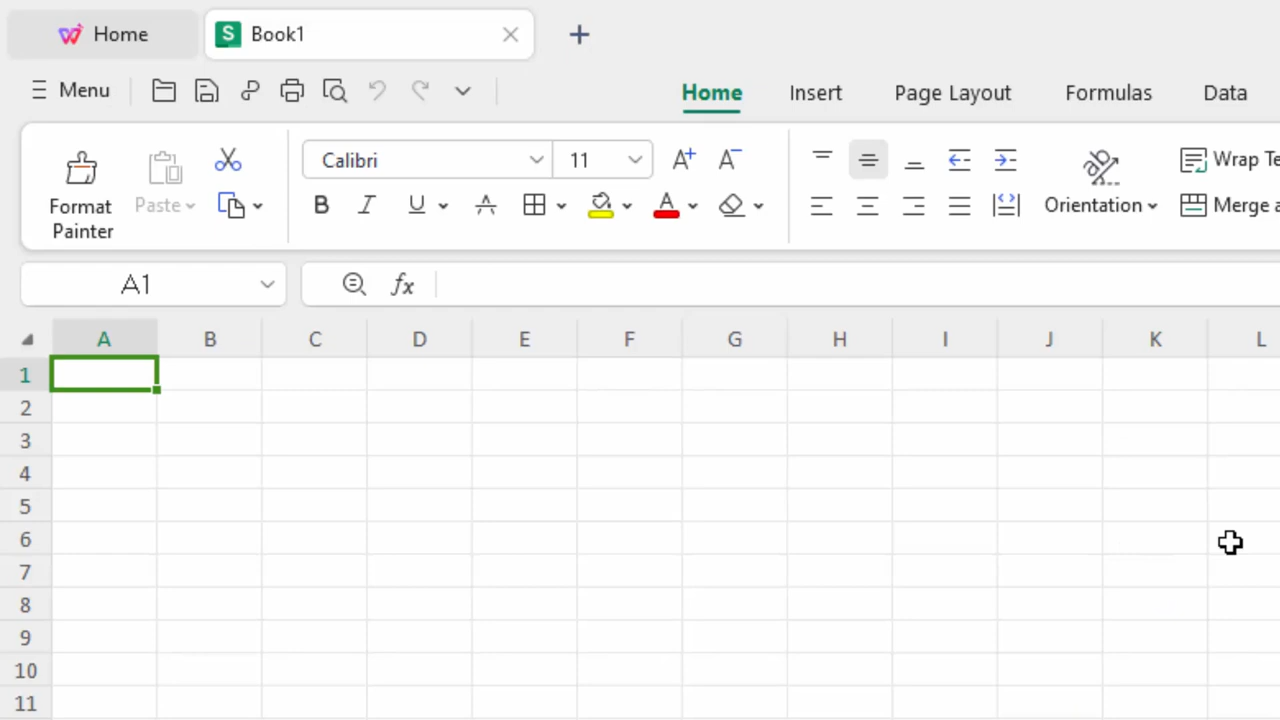 Home
Book1
Menu
Home Insert Page Layout Formulas Data
Format Painter
Paste
Calibri
11
B I U A
A+ A-
Orientation
Wrap Te
Merge a
A1
fx
A B C D E F G H I J K L
1
2
3
4
5
6
7
8
9
10
11